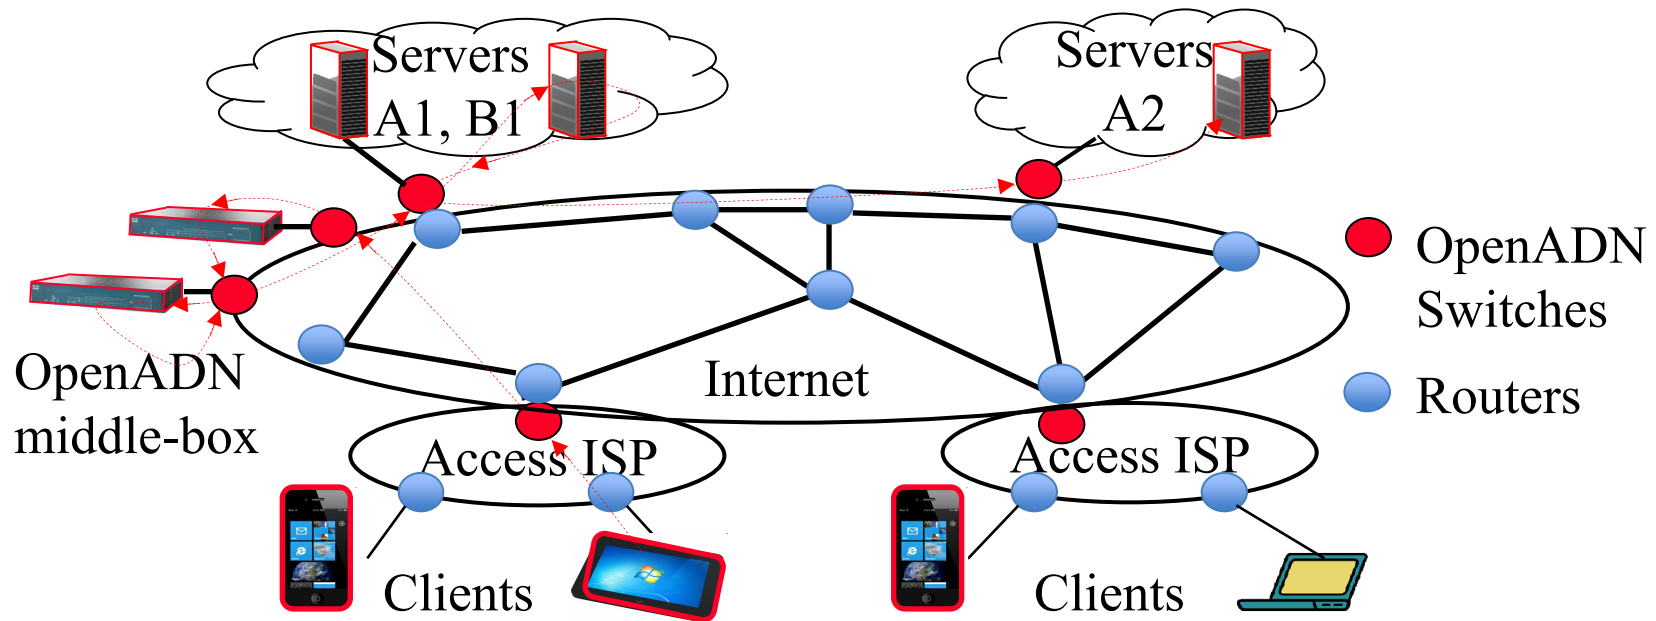 Servers
A1, B1
Servers
A2
OpenADN
Switches
OpenADN
middle-box
Internet
Routers
Access ISP
Access ISP
Clients
Clients